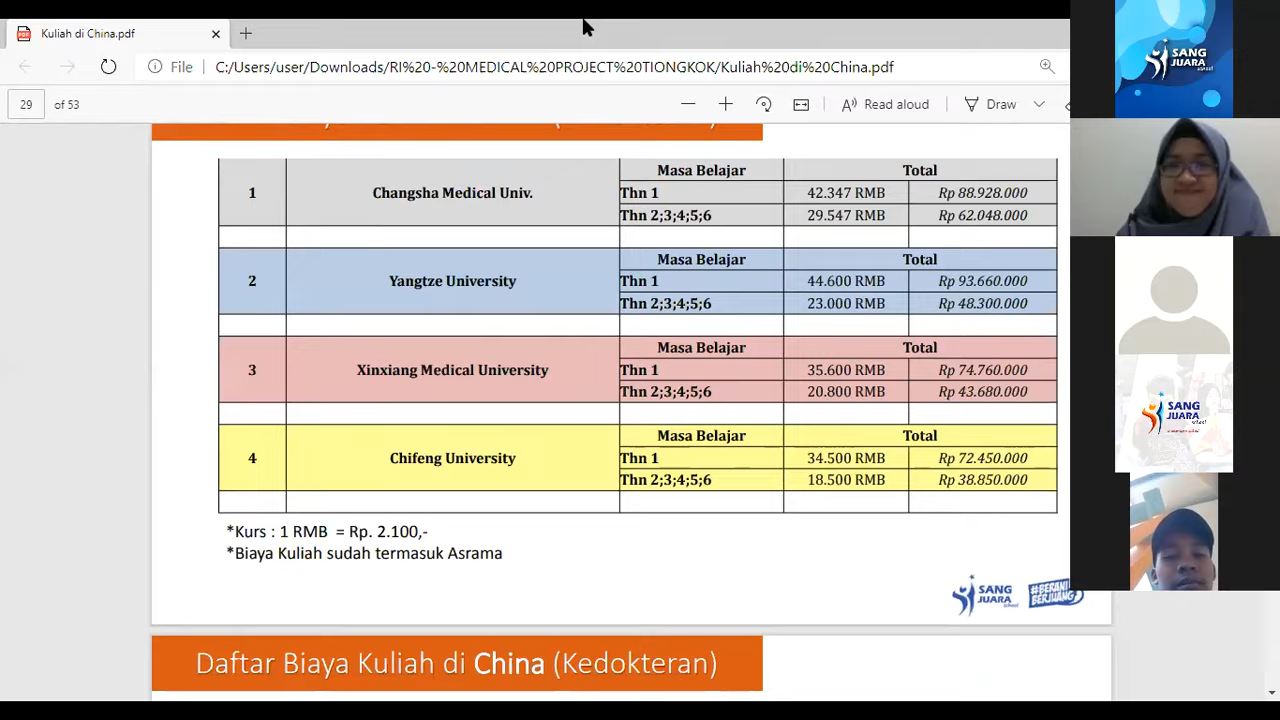 Kuliah di China.pdf
File
C:/Users/user/Downloads/RI%20-%20MEDICAL%20PROJECT%20TIONGKOK/Kuliah%20di%20China.pdf
29 of 53
Read aloud
Draw
1 Changsha Medical Univ. Masa Belajar Total
Thn 1 42.347 RMB Rp 88.928.000
Thn 2;3;4;5;6 29.547 RMB Rp 62.048.000
2 Yangtze University Masa Belajar Total
Thn 1 44.600 RMB Rp 93.660.000
Thn 2;3;4;5;6 23.000 RMB Rp 48.300.000
3 Xinxiang Medical University Masa Belajar Total
Thn 1 35.600 RMB Rp 74.760.000
Thn 2;3;4;5;6 20.800 RMB Rp 43.680.000
4 Chifeng University Masa Belajar Total
Thn 1 34.500 RMB Rp 72.450.000
Thn 2;3;4;5;6 18.500 RMB Rp 38.850.000
*Kurs : 1 RMB = Rp. 2.100,-
*Biaya Kuliah sudah termasuk Asrama
SANG
JUARA
school
#BERANI
BERJUANG
Daftar Biaya Kuliah di China (Kedokteran)
SANG
JUARA
school
SANG
JUARA
school